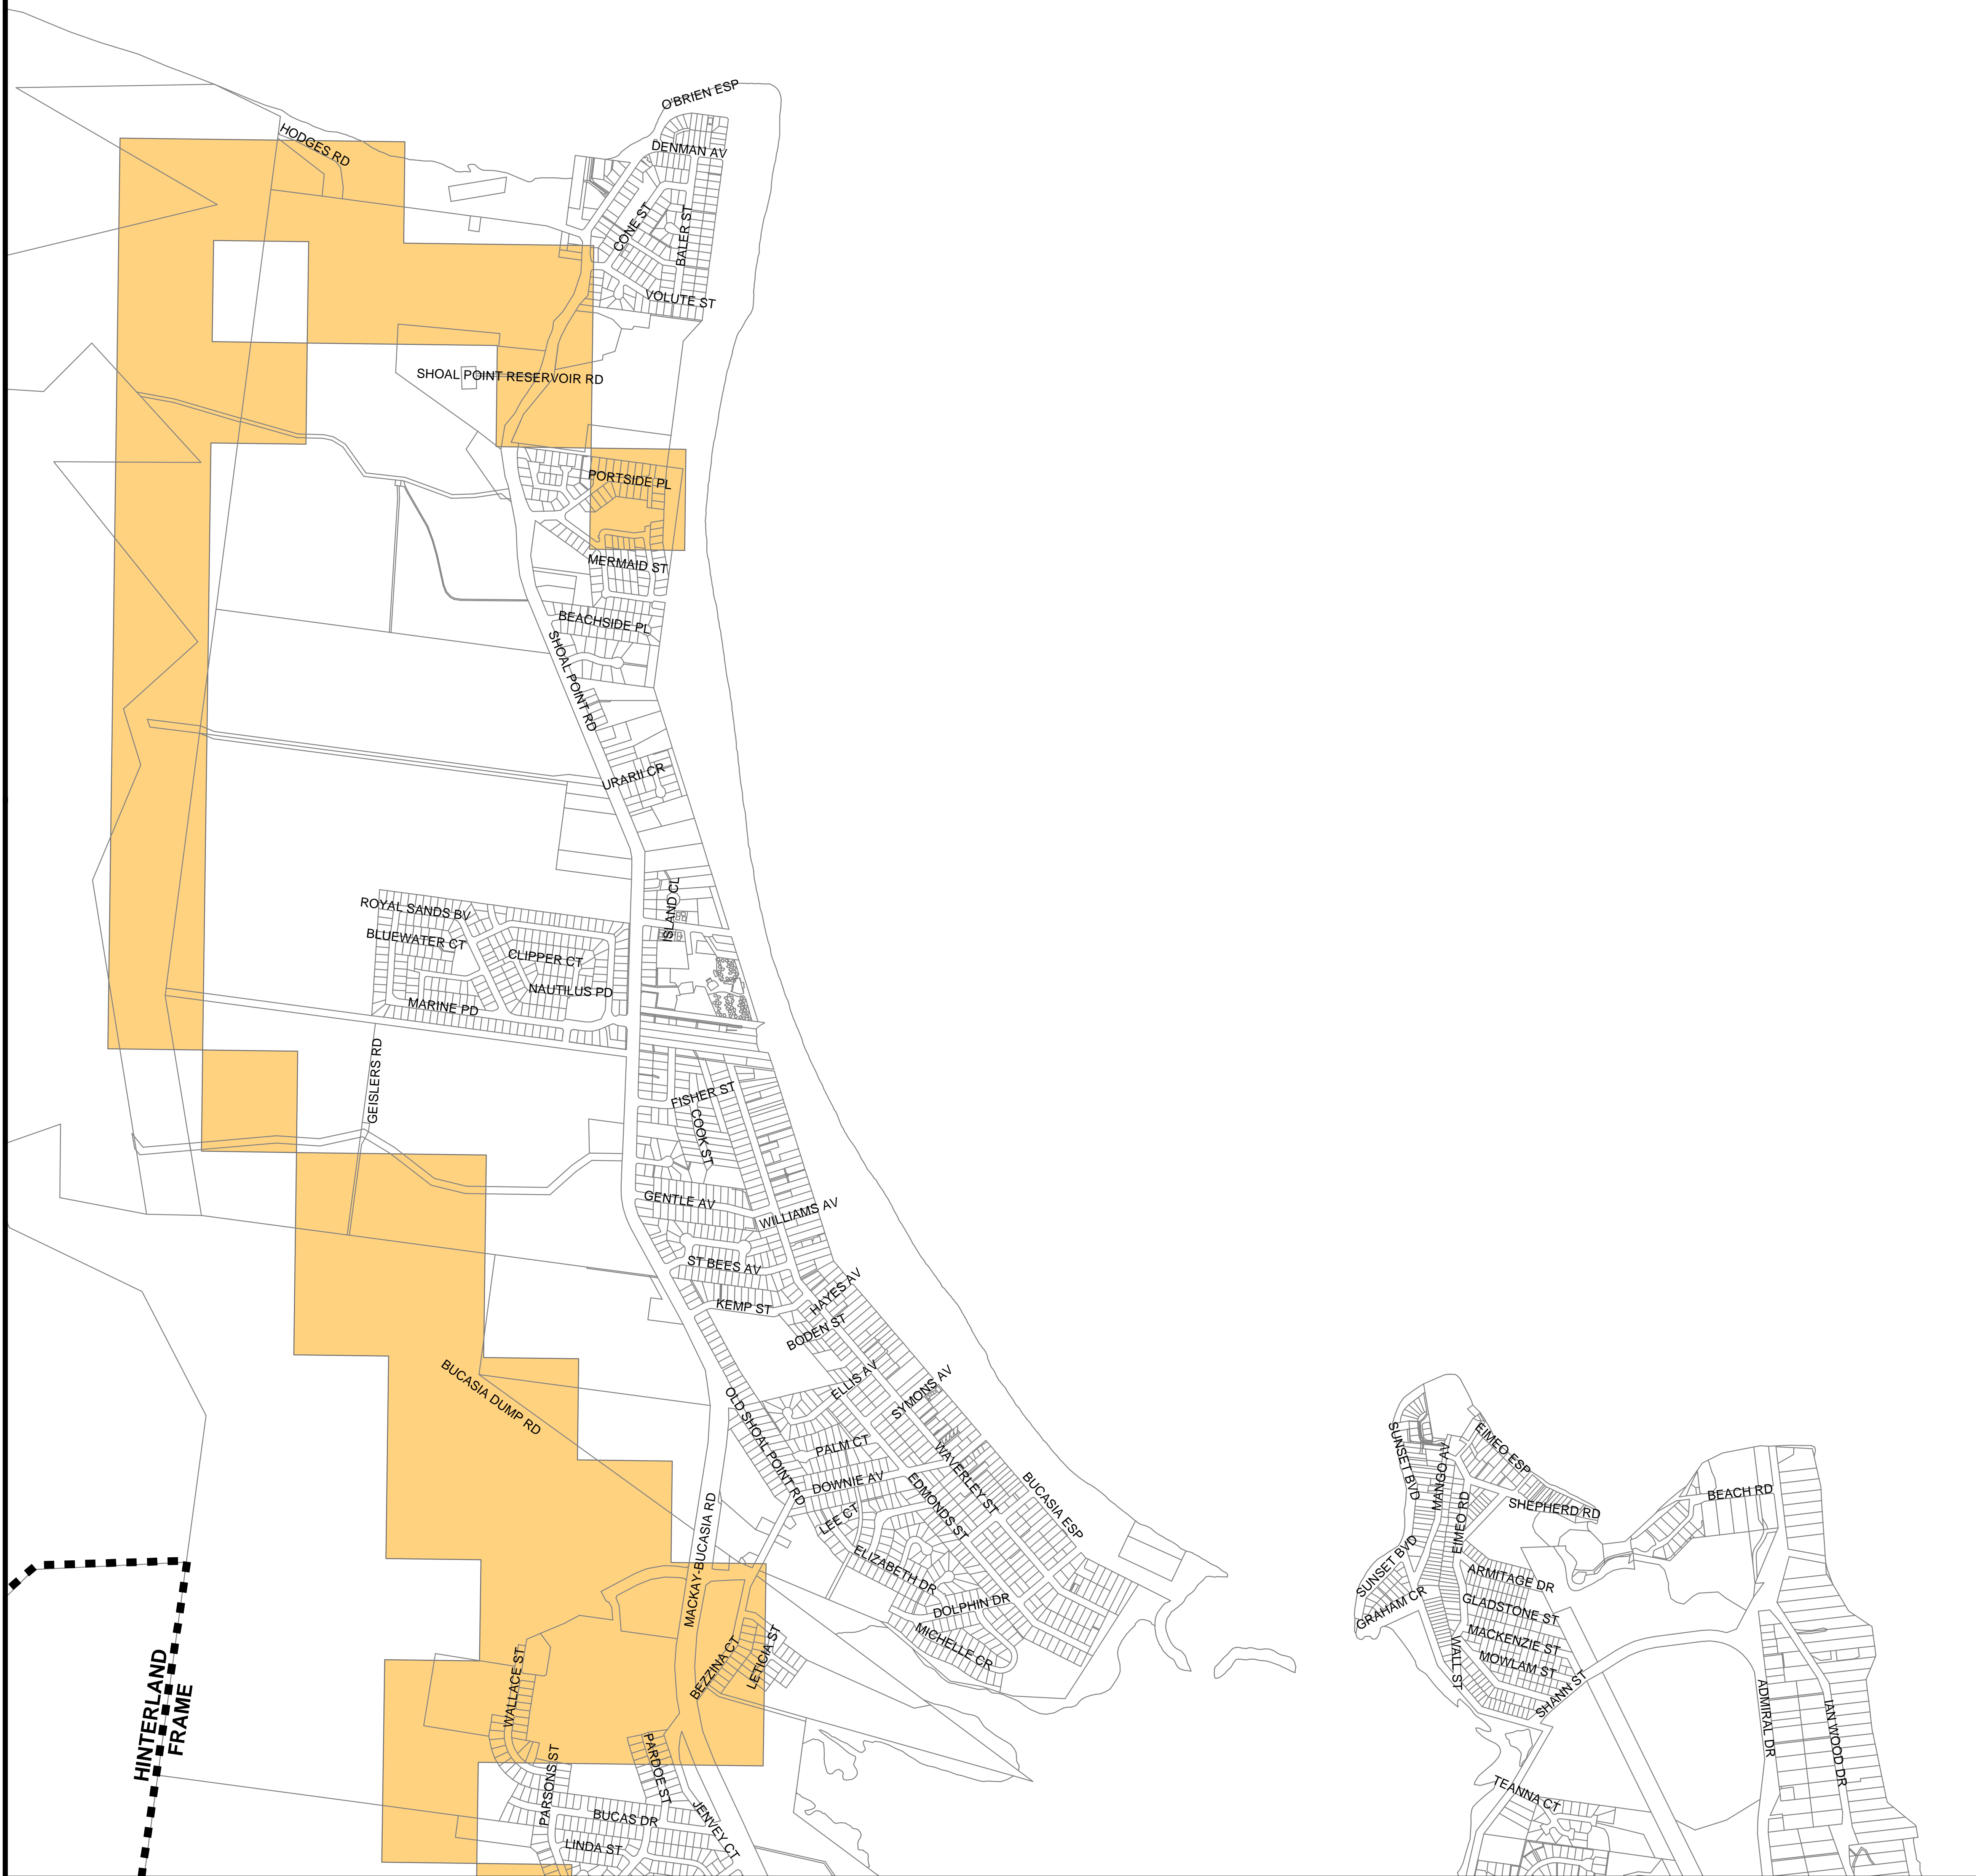 O'BRIEN ESP
HODGES RD
DENMAN AV
CONE ST
BALER ST
VOLUTE ST
SHOAL POINT RESERVOIR RD
PORTSIDE PL
MERMAID ST
BEACHSIDE PL
SHOAL POINT RD
URARII CR
ISLAND CL
ROYAL SANDS BV
BLUEWATER CT
CLIPPER CT
NAUTILUS PD
MARINE PD
GEISLERS RD
FISHER ST
COOK ST
GENTLE AV
WILLIAMS AV
ST BEES AV
HAYES AV
KEMP ST
BODEN ST
BUCASIA DUMP RD
ELLIS AV
SYMONS AV
OLD SHOAL POINT RD
PALM CT
DOWNIE AV
WAVERLEY ST
EDMONDS ST
BUCASIA ESP
LEE CT
MACKAY-BUCASIA RD
ELIZABETH DR
DOLPHIN DR
MICHELLE CR
BEZZINA CT
LETICIA ST
WALLACE ST
PARDOE ST
PARSONS ST
JENVEY CT
BUCAS DR
LINDA ST
HINTERLAND
FRAME
SUNSET BVD
MANGO AV
EIMEO ESP
EIMEO RD
SHEPHERD RD
BEACH RD
SUNSET BVD
GRAHAM CR
ARMITAGE DR
GLADSTONE ST
MACKENZIE ST
MOWLAM ST
WALL ST
SHANN ST
ADMIRAL DR
IAN WOOD DR
TEANNA CT